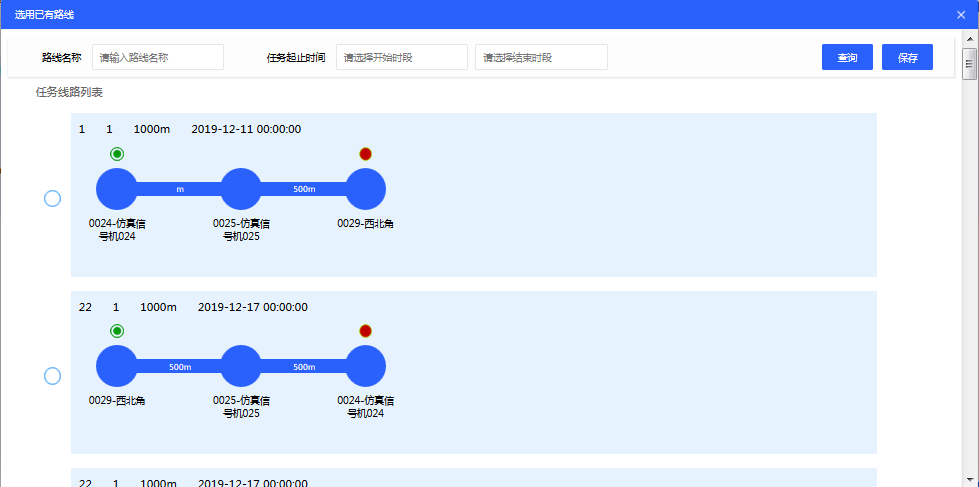 选用已有路线
路线名称 请输入路线名称 任务起止时间 请选择开始时段 请选择结束时段 查询 保存
任务线路列表
1 1 1000m 2019-12-11 00:00:00
m 500m
0024-仿真信 0025-仿真信 0029-西北角
号机024 号机025
22 1 1000m 2019-12-17 00:00:00
500m 500m
0029-西北角 0025-仿真信 0024-仿真信
号机025 号机024
22 1 1000m 2019-12-17 00:00:00